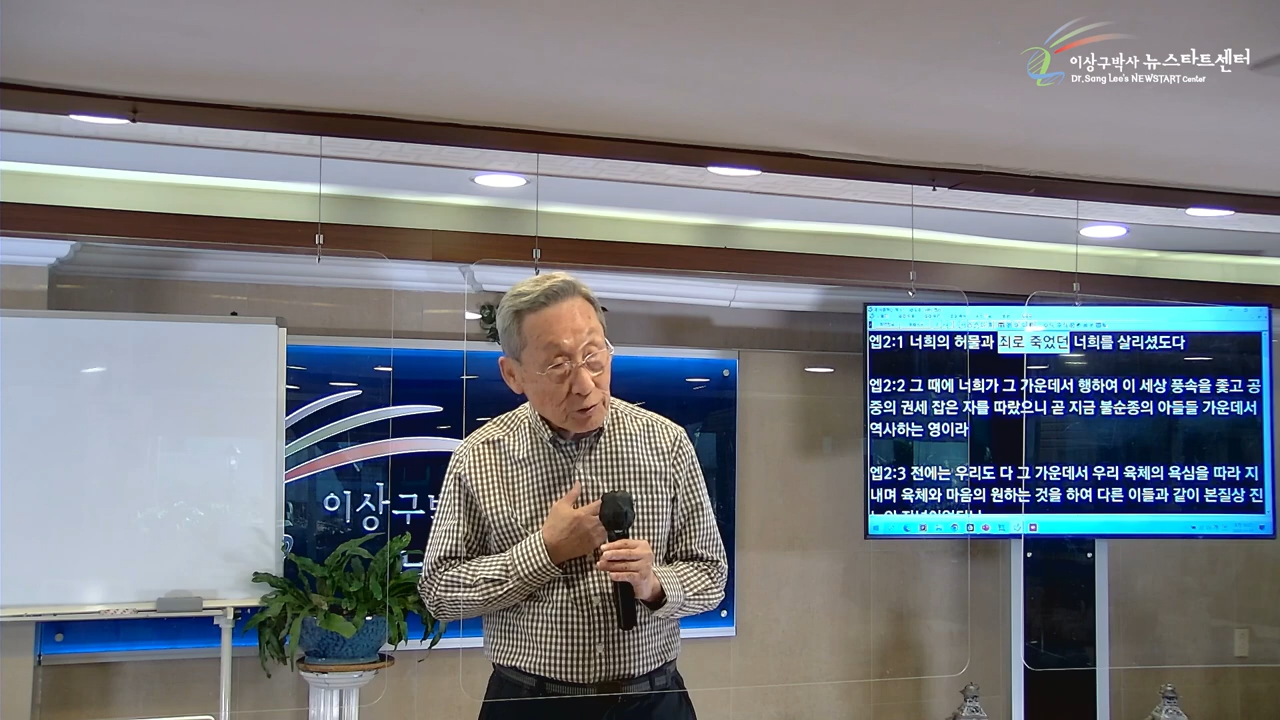 이상구박사 뉴스타트센터
Dr. Sang Lee's NEWSTART Center
엡2:1 너희의 허물과 죄로 죽었던 너희를 살리셨도다
엡2:2 그 때에 너희가 그 가운데서 행하여 이 세상 풍속을 좇고 공
중의 권세 잡은 자를 따랐으니 곧 지금 불순종의 아들들 가운데서
역사하는 영이라
엡2:3 전에는 우리도 다 그 가운데서 우리 육체의 욕심을 따라 지
내며 육체와 마음의 원하는 것을 하여 다른 이들과 같이 본질상 진
이상구